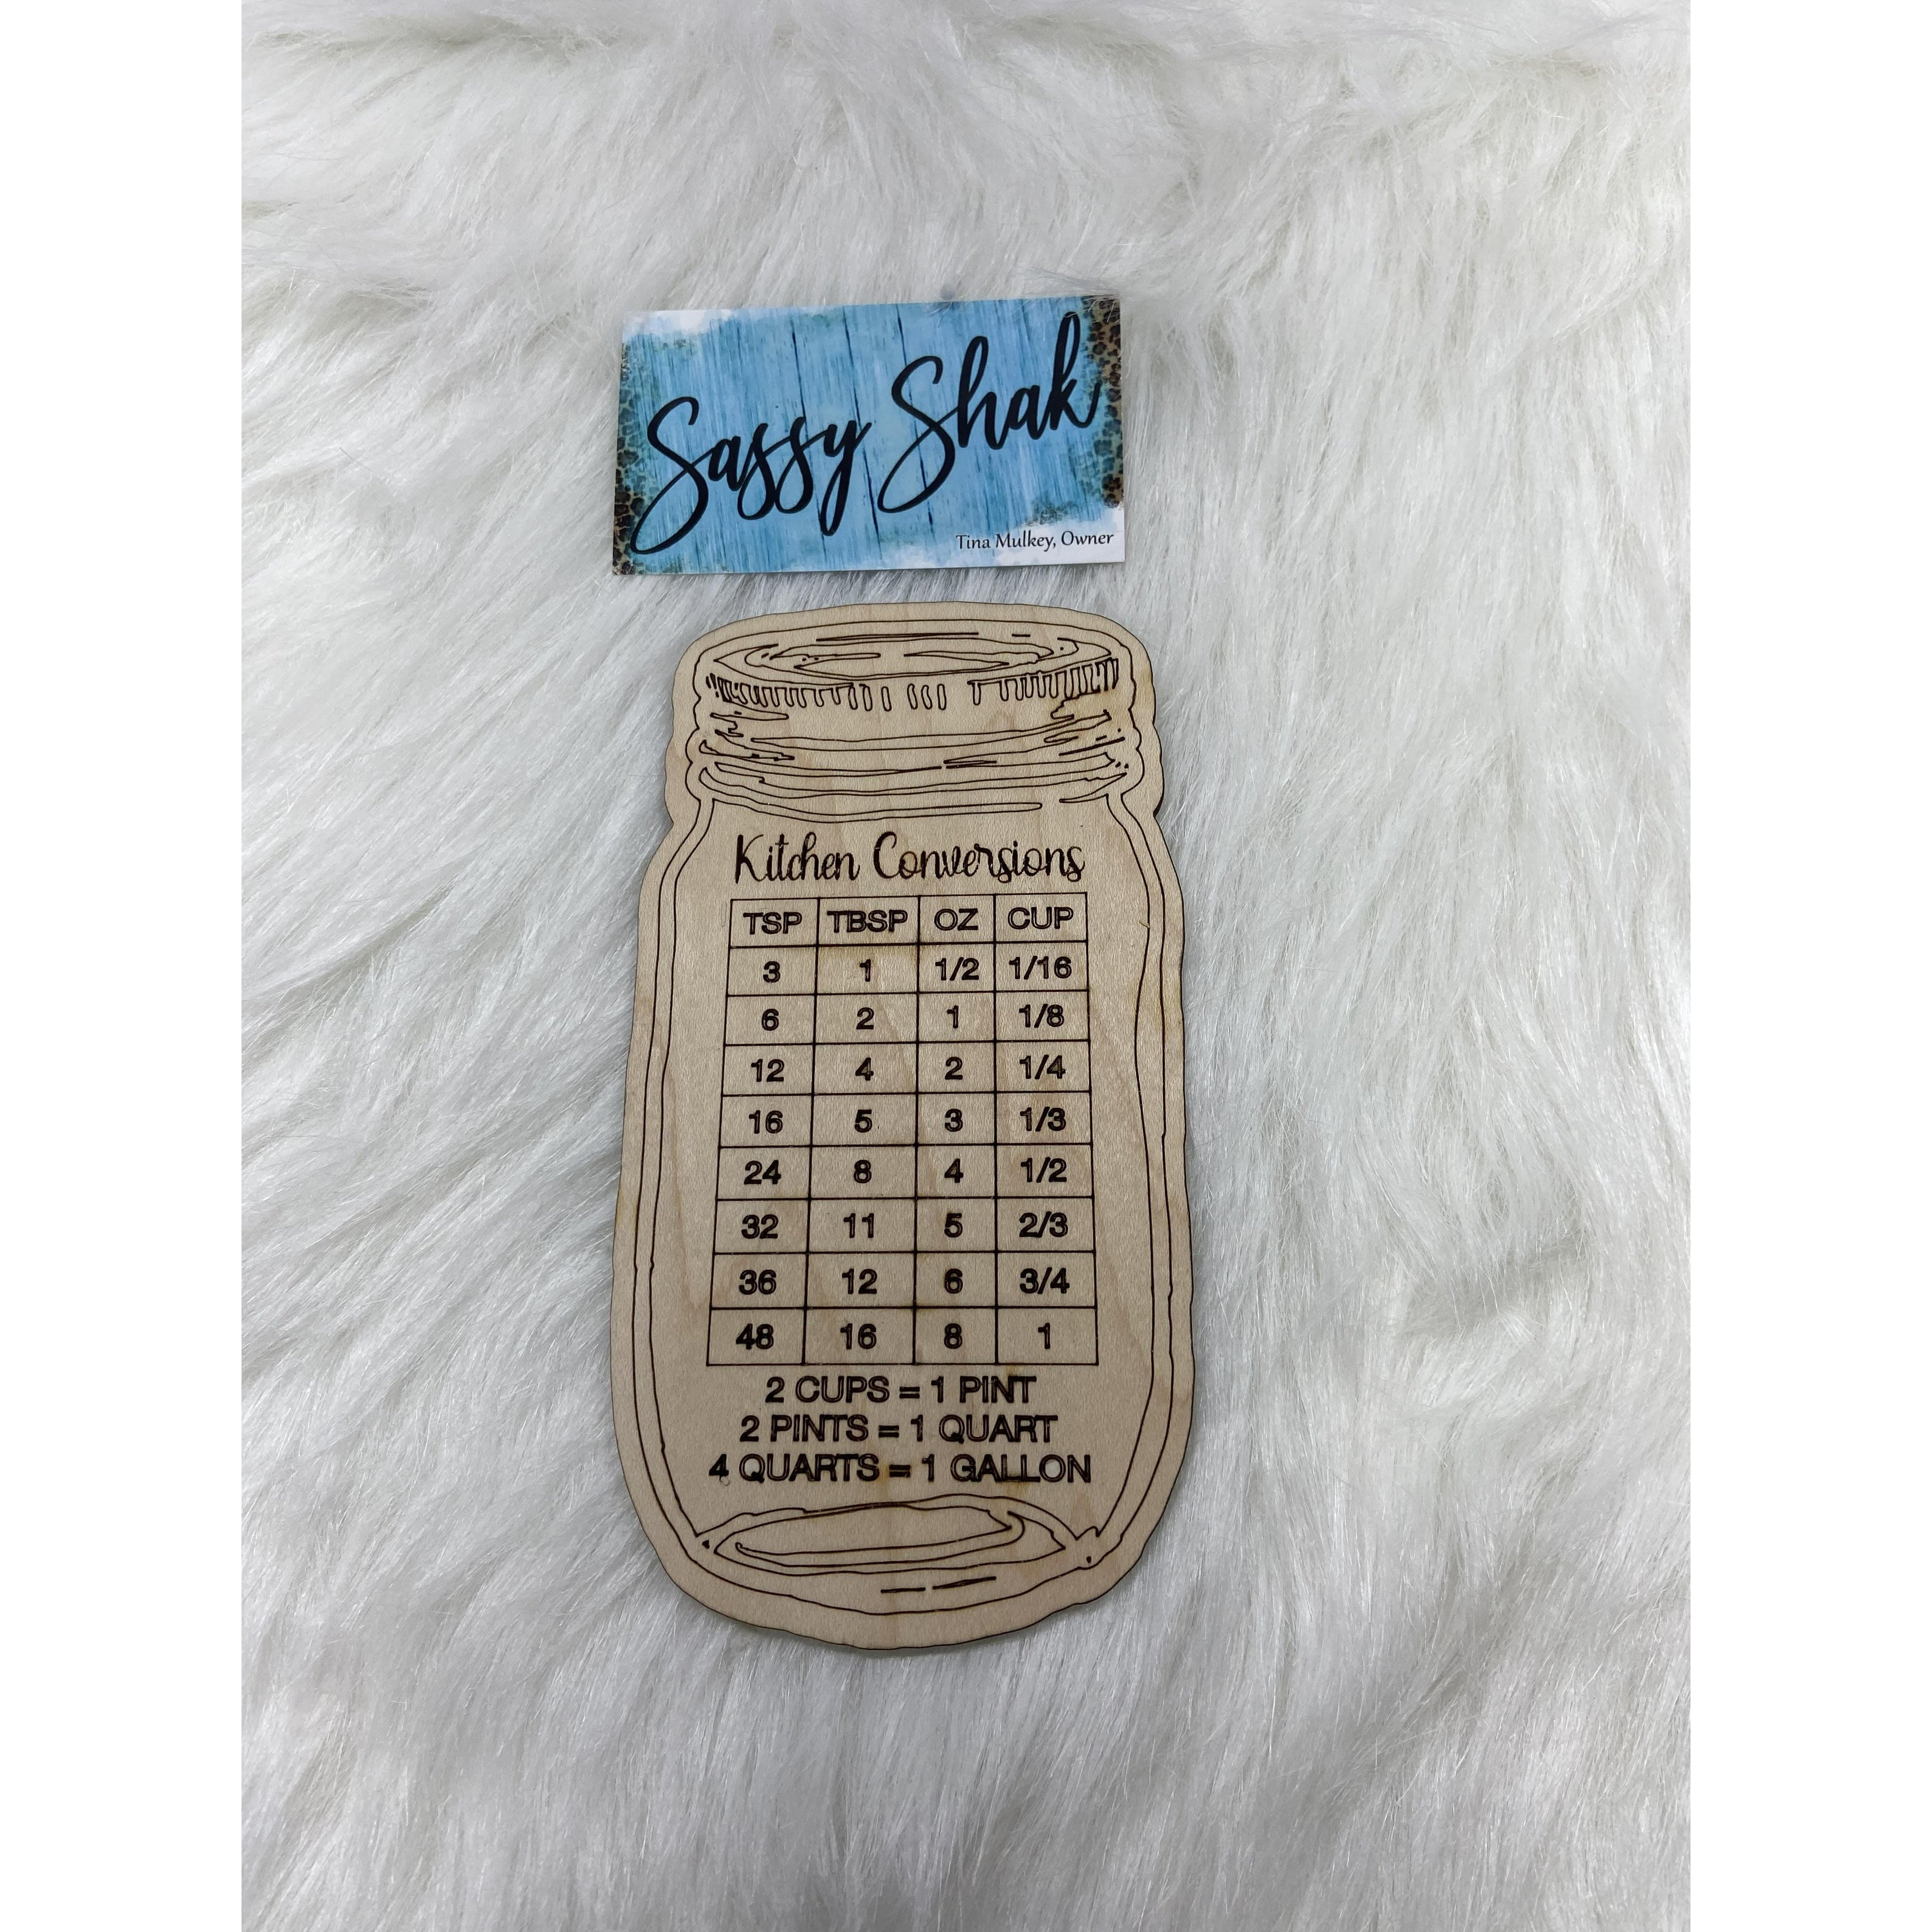 Sassy Shak
Tina Mulkey, Owner
Kitchen Conversions
TSP TBSP OZ CUP
3 1 1/2 1/16
6 2 1 1/8
12 4 2 1/4
16 5 3 1/3
24 8 4 1/2
32 11 5 2/3
36 12 6 3/4
48 16 8 1
2 CUPS = 1 PINT
2 PINTS = 1 QUART
4 QUARTS = 1 GALLON